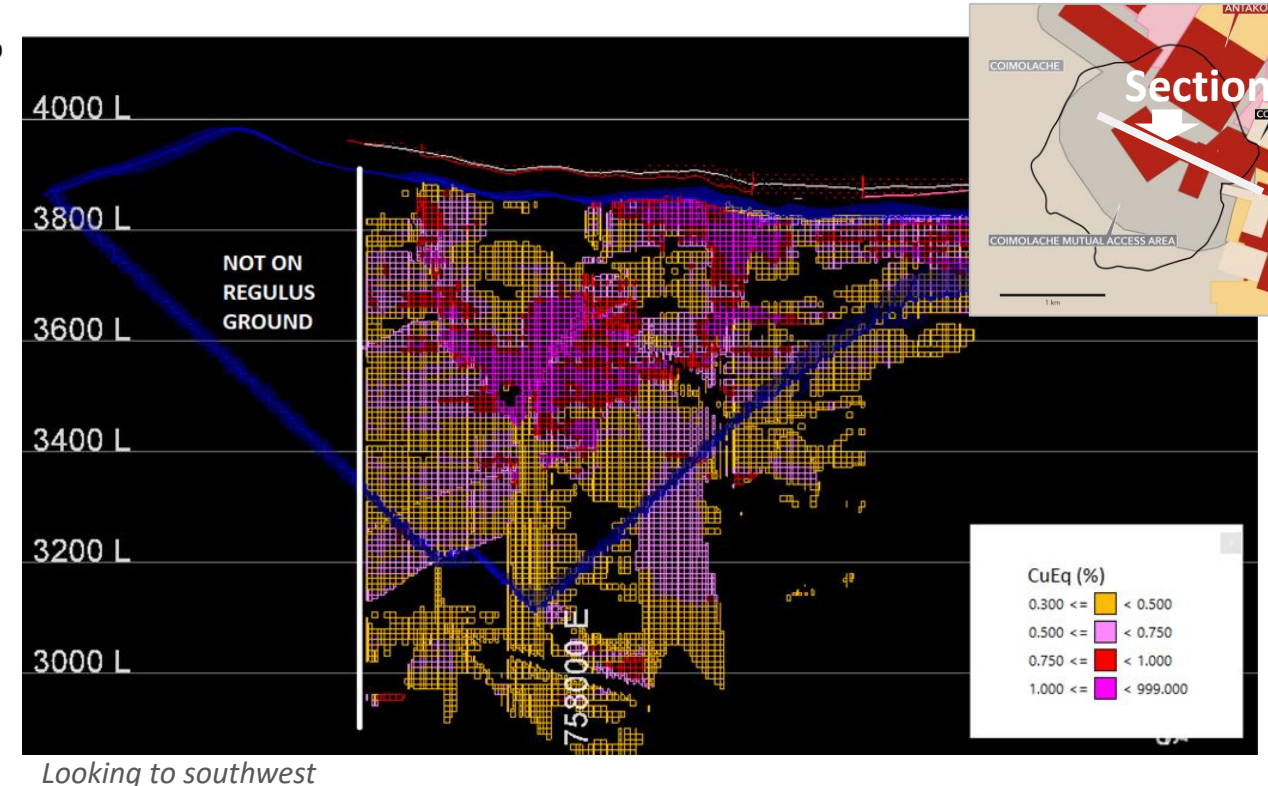 4000 L
3800 L
3600 L
3400 L
3200 L
3000 L
NOT ON
REGULUS
GROUND
758000 E
COIMOLACHE
Section
COIMOLACHE MUTUAL ACCESS AREA
1 km
CuEq (%)
0.300 <= < 0.500
0.500 <= < 0.750
0.750 <= < 1.000
1.000 <= < 999.000
Looking to southwest